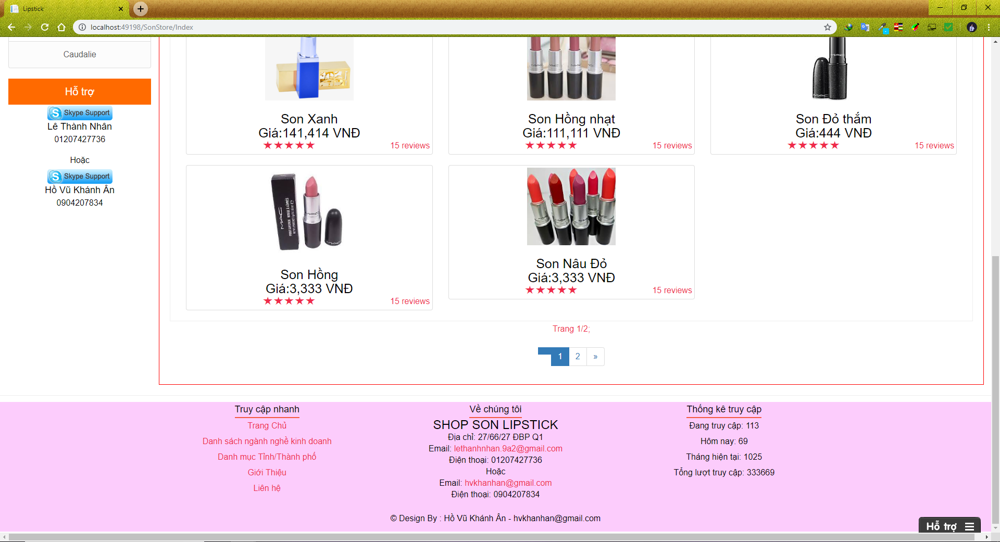 Lipstick
localhost:49198/SonStore/Index
Caudalie
Hỗ trợ
Skype Support
Lê Thành Nhân
01207427736
Hoặc
Skype Support
Hồ Vũ Khánh Ân
0904207834
Son Xanh
Giá:141,414 VNĐ
★★★★★ 15 reviews
Son Hồng nhạt
Giá:111,111 VNĐ
★★★★★ 15 reviews
MAC
Son Đỏ thắm
Giá:444 VNĐ
★★★★★ 15 reviews
MAC
Son Hồng
Giá:3,333 VNĐ
★★★★★ 15 reviews
Son Nâu Đỏ
Giá:3,333 VNĐ
★★★★★ 15 reviews
Trang 1/2;
1 2 »
Truy cập nhanh
Trang Chủ
Danh sách ngành nghề kinh doanh
Danh mục Tỉnh/Thành phố
Giới Thiệu
Liên hệ
Về chúng tôi
SHOP SON LIPSTICK
Địa chỉ: 27/66/27 ĐBP Q1
Email: lethanhnhan.9a2@gmail.com
Điện thoại: 01207427736
Hoặc
Email: hvkhanhan@gmail.com
Điện thoại: 0904207834
Thống kê truy cập
Đang truy cập: 113
Hôm nay: 69
Tháng hiện tại: 1025
Tổng lượt truy cập: 333669
© Design By : Hồ Vũ Khánh Ân - hvkhanhan@gmail.com
Hỗ trợ